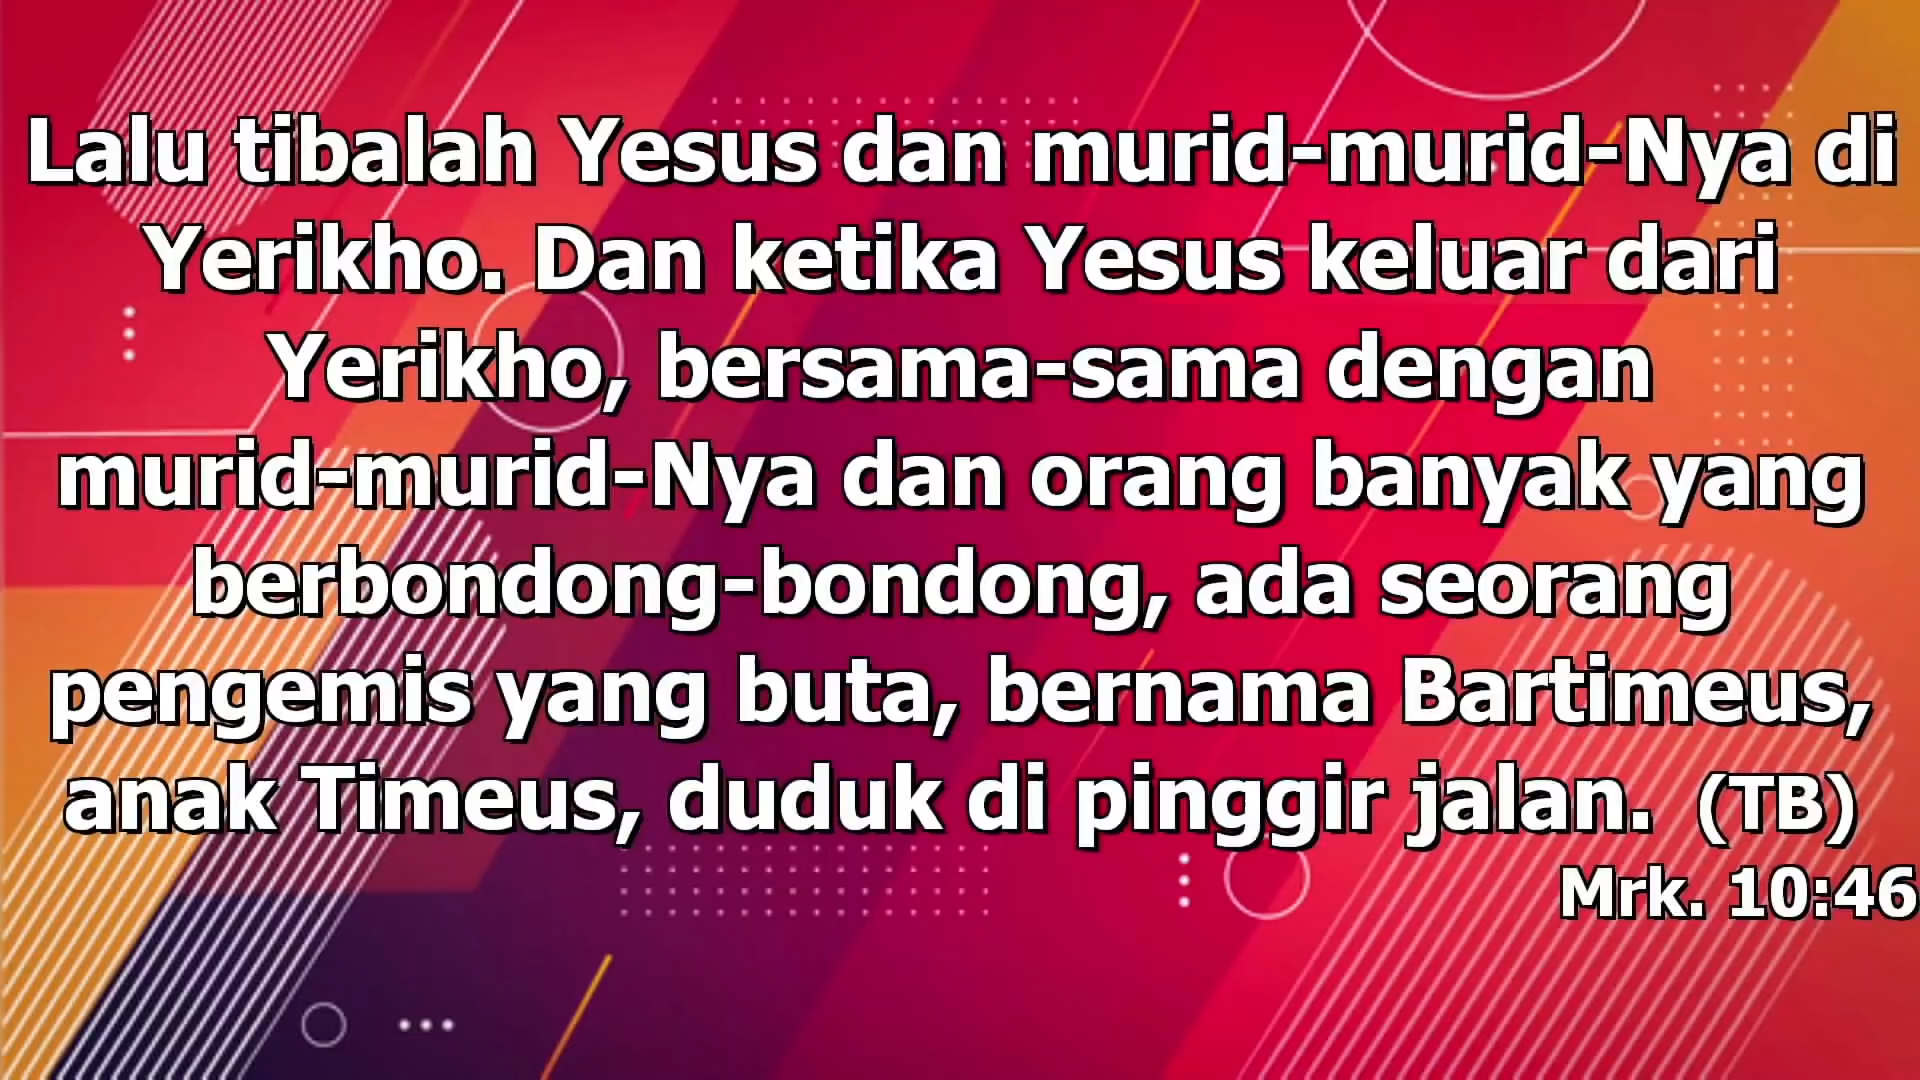 Lalu tibalah Yesus dan murid-murid-Nya di
Yerikho. Dan ketika Yesus keluar dari
Yerikho, bersama-sama dengan
murid-murid-Nya dan orang banyak yang
berbondong-bondong, ada seorang
pengemis yang buta, bernama Bartimeus,
anak Timeus, duduk di pinggir jalan. (TB)
Mrk. 10:46